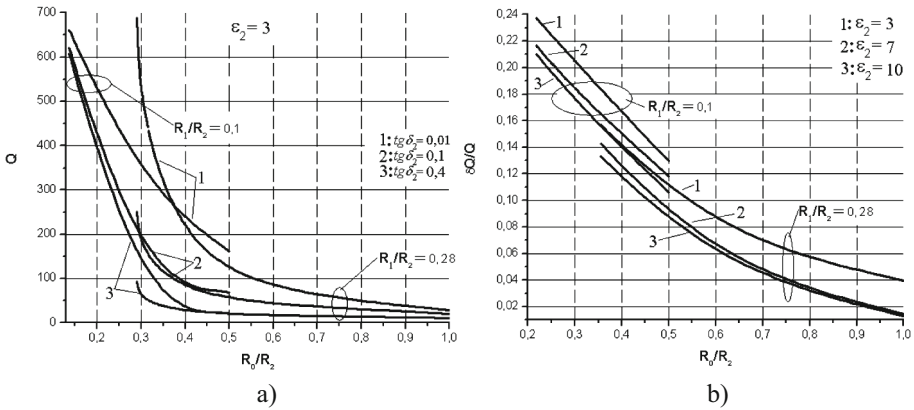 Q
700
600
500
400
300
200
100
0
ε₂ = 3
R₁/R₂ = 0,1
1: tgδ₂ = 0,01
2: tgδ₂ = 0,1
3: tgδ₂ = 0,4
1
2
3
R₁/R₂ = 0,28
0,2 0,3 0,4 0,5 0,6 0,7 0,8 0,9 1,0
R₀/R₂
a)
δQ/Q
0,24
0,22
0,20
0,18
0,16
0,14
0,12
0,10
0,08
0,06
0,04
0,02
1: ε₂ = 3
2: ε₂ = 7
3: ε₂ = 10
1
2
3
R₁/R₂ = 0,1
1
2
3
R₁/R₂ = 0,28
0,2 0,3 0,4 0,5 0,6 0,7 0,8 0,9 1,0
R₀/R₂
b)